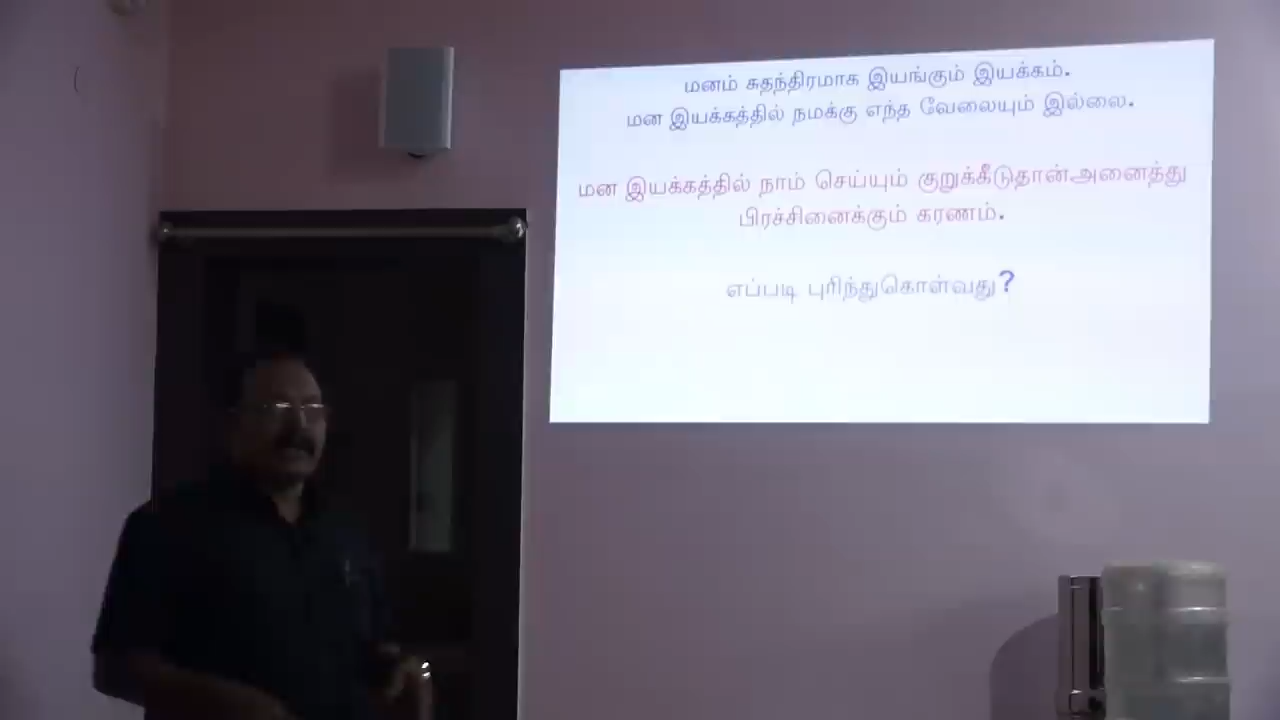 மனம் சுதந்திரமாக இயங்கும் இயக்கம்.
மன இயக்கத்தில் நமக்கு எந்த வேலையும் இல்லை.
மன இயக்கத்தில் நாம் செய்யும் குறுக்கீடுதான்அனைத்து
பிரச்சினைக்கும் கரணம்.
எப்படி புரிந்துகொள்வது?